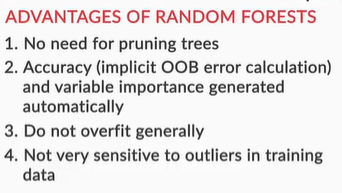 ADVANTAGES OF RANDOM FORESTS
1. No need for pruning trees
2. Accuracy (implicit OOB error calculation)
and variable importance generated
automatically
3. Do not overfit generally
4. Not very sensitive to outliers in training
data